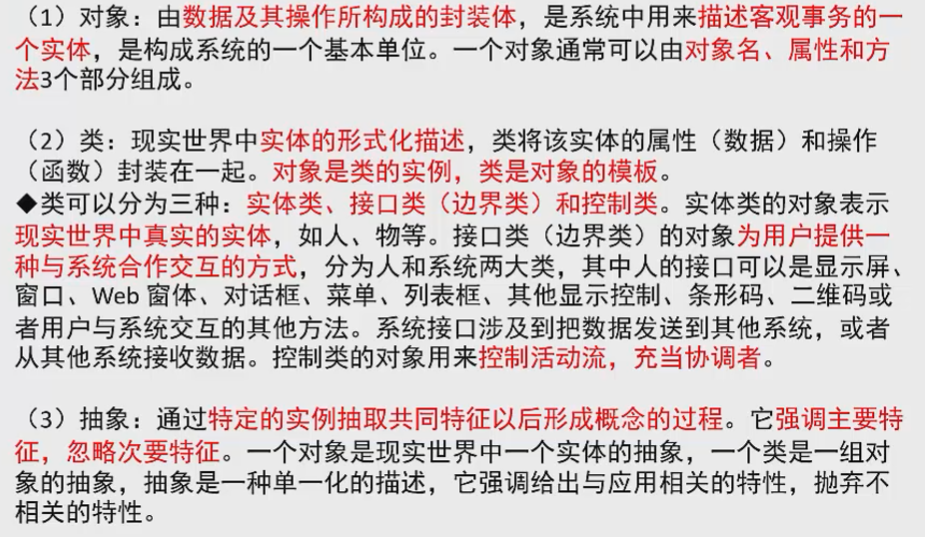 （1）对象：由数据及其操作所构成的封装体，是系统中用来描述客观事务的一
个实体，是构成系统的一个基本单位。一个对象通常可以由对象名、属性和方
法3个部分组成。
（2）类：现实世界中实体的形式化描述，类将该实体的属性（数据）和操作
（函数）封装在一起。对象是类的实例，类是对象的模板。
◆类可以分为三种：实体类、接口类（边界类）和控制类。实体类的对象表示
现实世界中真实的实体，如人、物等。接口类（边界类）的对象为用户提供一
种与系统合作交互的方式，分为人和系统两大类，其中人的接口可以是显示屏、
窗口、Web 窗体、对话框、菜单、列表框、其他显示控制、条形码、二维码或
者用户与系统交互的其他方法。系统接口涉及到把数据发送到其他系统，或者
从其他系统接收数据。控制类的对象用来控制活动流，充当协调者。
（3）抽象：通过特定的实例抽取共同特征以后形成概念的过程。它强调主要特
征，忽略次要特征。一个对象是现实世界中一个实体的抽象，一个类是一组对
象的抽象，抽象是一种单一化的描述，它强调给出与应用相关的特性，抛弃不
相关的特性。